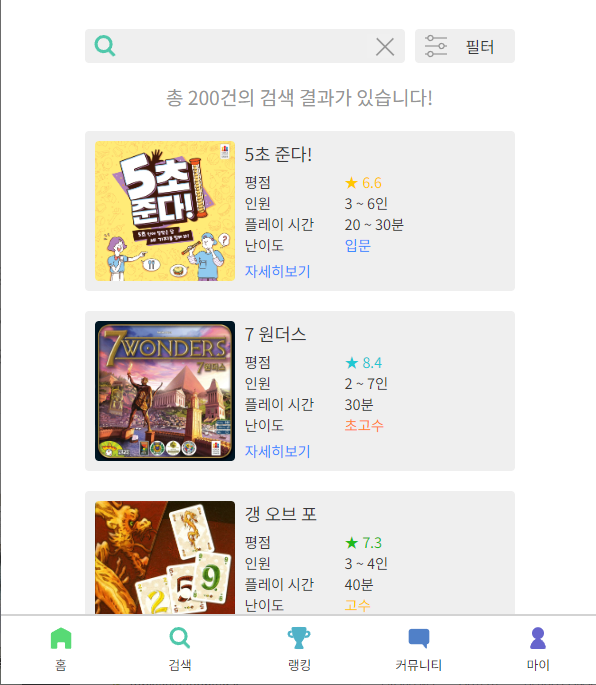 필터
총 200건의 검색 결과가 있습니다!
5초
준다!
5초 준다!
평점 ★ 6.6
인원 3 ~ 6인
플레이 시간 20 ~ 30분
난이도 입문
자세히보기
7 WONDERS
7 원더스
7 원더스
평점 ★ 8.4
인원 2 ~ 7인
플레이 시간 30분
난이도 초고수
자세히보기
2 5 9
갱 오브 포
평점 ★ 7.3
인원 3 ~ 4인
플레이 시간 40분
난이도 고수
홈 검색 랭킹 커뮤니티 마이